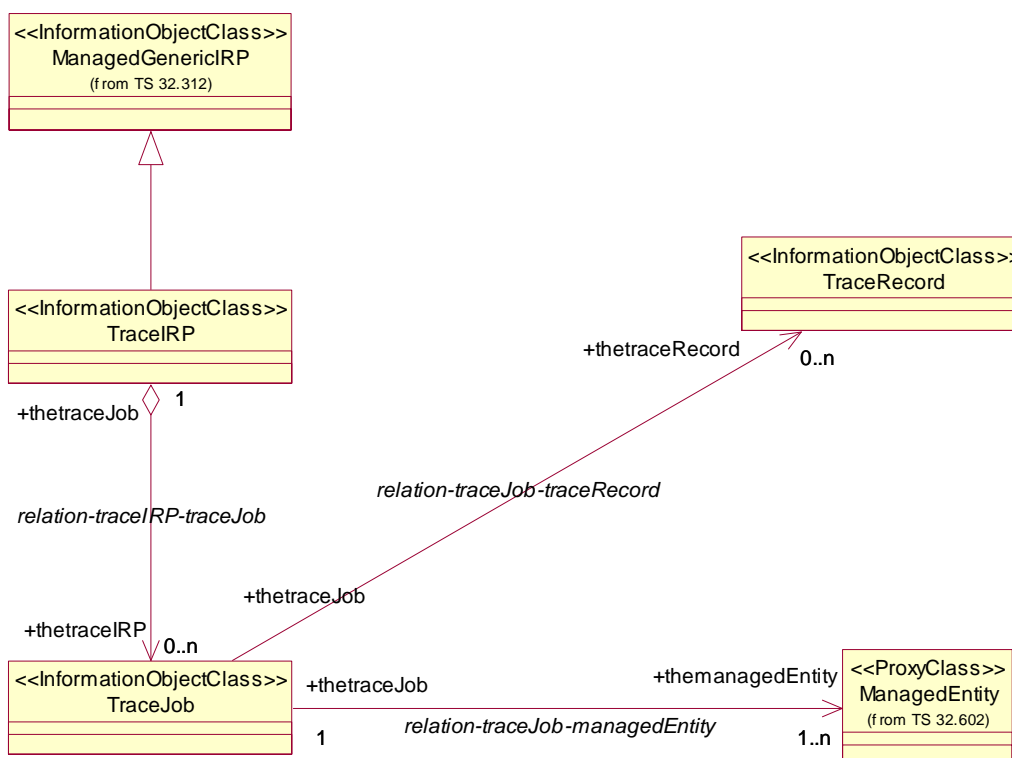 <<InformationObjectClass>>
ManagedGenericIRP
(from TS 32.312)
<<InformationObjectClass>>
TraceRecord
<<InformationObjectClass>>
TraceIRP
+thetraceRecord
0..n
1
+thetraceJob
relation-traceJob-traceRecord
relation-traceIRP-traceJob
+thetraceJob
+thetraceIRP
0..n
<<InformationObjectClass>>
TraceJob
+thetraceJob
+themanagedEntity
<<ProxyClass>>
ManagedEntity
(from TS 32.602)
relation-traceJob-managedEntity
1
1..n